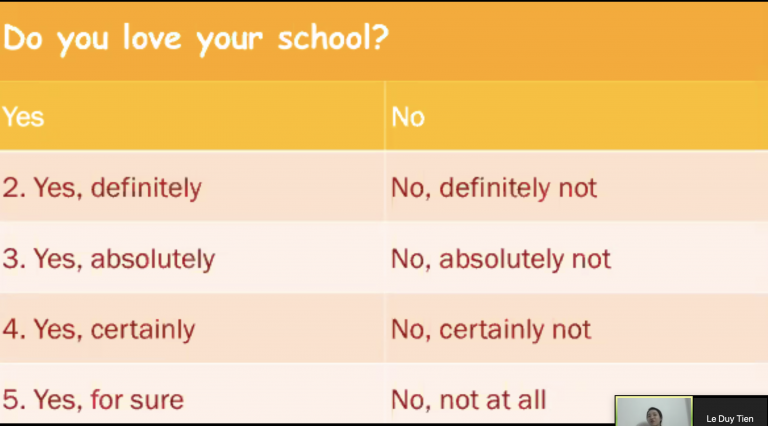 Do you love your school?
Yes No
2. Yes, definitely No, definitely not
3. Yes, absolutely No, absolutely not
4. Yes, certainly No, certainly not
5. Yes, for sure No, not at all
Le Duy Tien